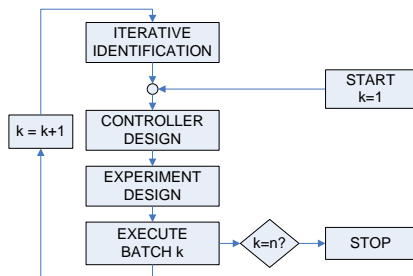 ITERATIVE
IDENTIFICATION
START
k=1
CONTROLLER
DESIGN
k = k+1
EXPERIMENT
DESIGN
EXECUTE
BATCH k
k=n?
STOP